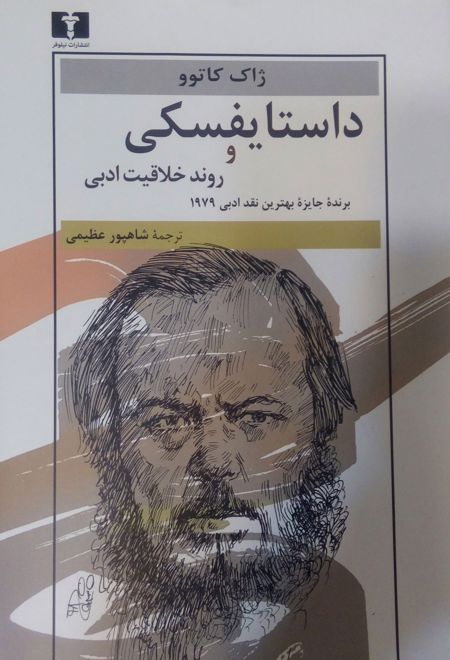 انتشارات نیلوفر
ژاک کاتوو
داستایفسکی
و
روند خلاقیت ادبی
برندهٔ جایزهٔ بهترین نقد ادبی ۱۹۷۹
ترجمهٔ شاهپور عظیمی